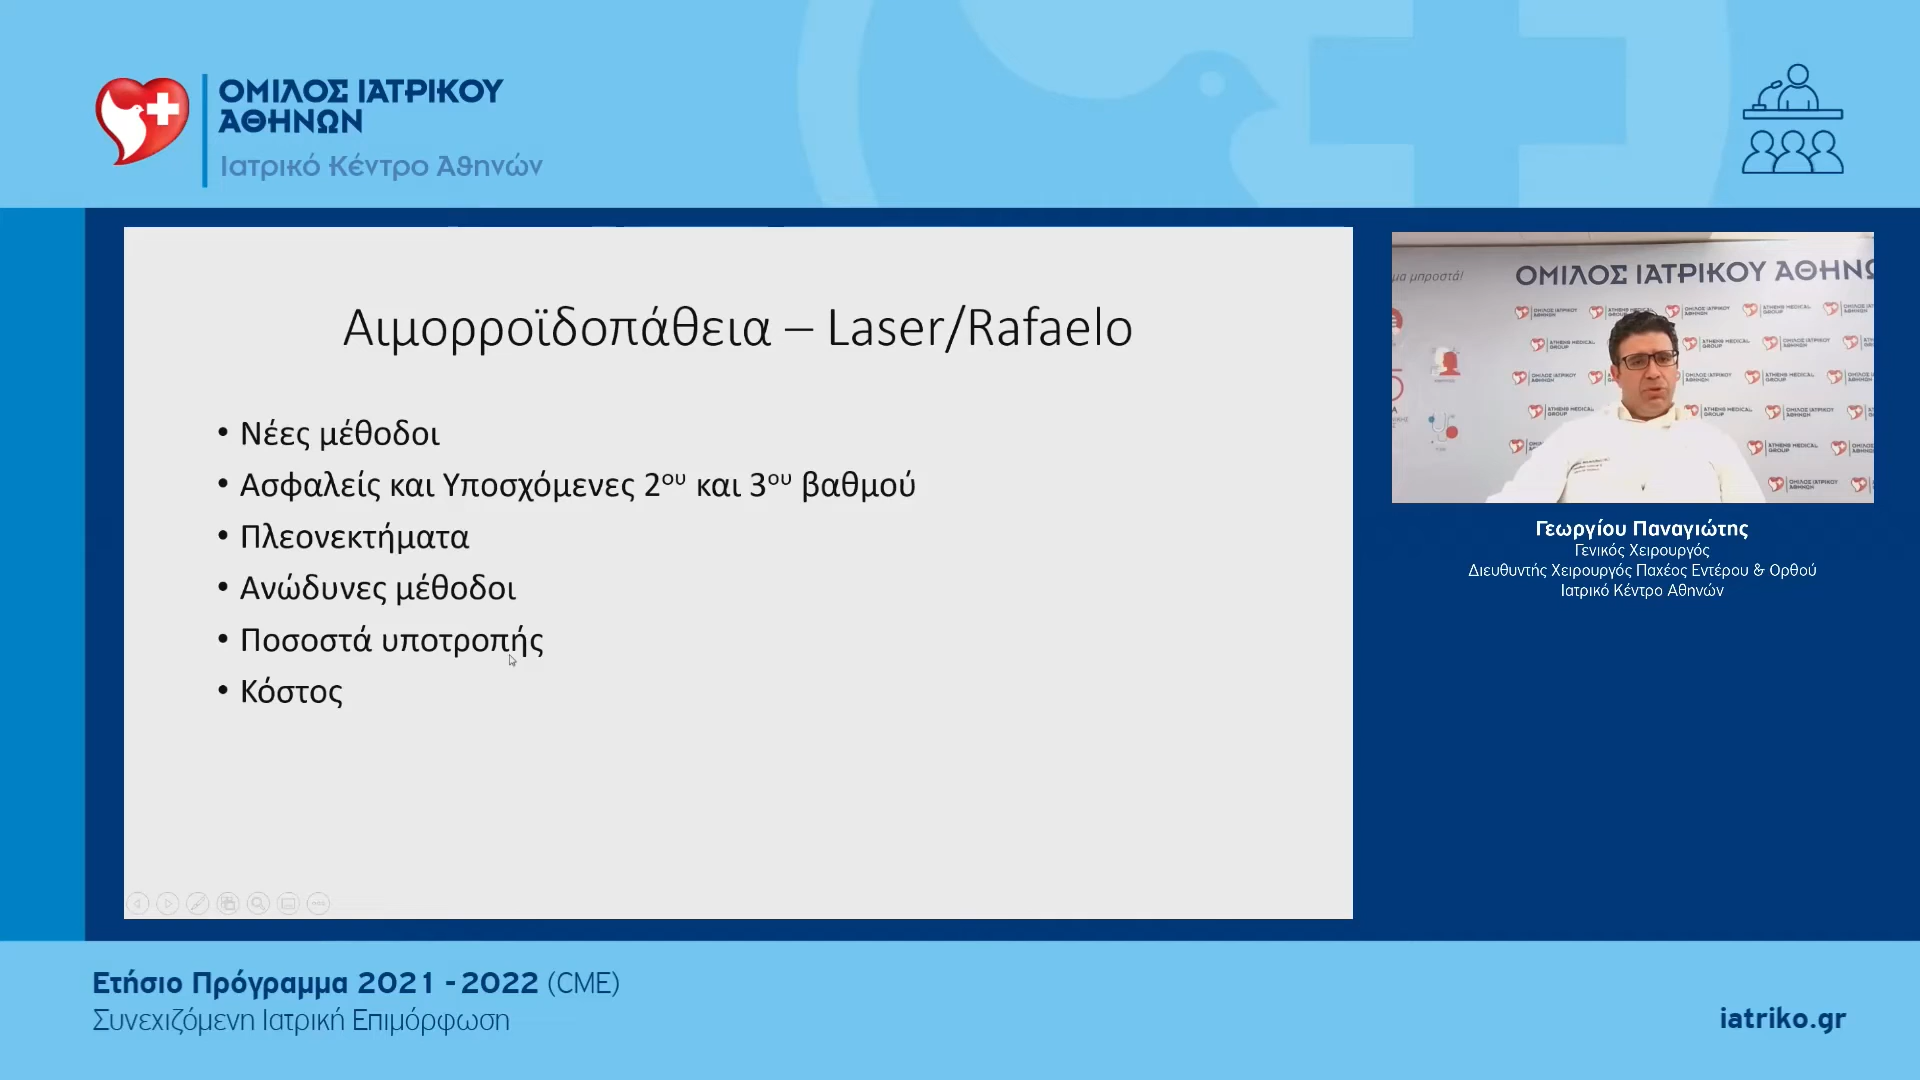 ΟΜΙΛΟΣ ΙΑΤΡΙΚΟΥ
ΑΘΗΝΩΝ
Ιατρικό Κέντρο Αθηνών
Αιμορροϊδοπάθεια – Laser/Rafaelo
• Νέες μέθοδοι
• Ασφαλείς και Υποσχόμενες 2ου και 3ου βαθμού
• Πλεονεκτήματα
• Ανώδυνες μέθοδοι
• Ποσοστά υποτροπής
• Κόστος
μα μπροστά!
ΟΜΙΛΟΣ ΙΑΤΡΙΚΟΥ ΑΘΗΝΩ
Γεωργίου Παναγιώτης
Γενικός Χειρουργός
Διευθυντής Χειρουργός Παχέος Εντέρου & Ορθού
Ιατρικό Κέντρο Αθηνών
Ετήσιο Πρόγραμμα 2021 - 2022 (CME)
Συνεχιζόμενη Ιατρική Επιμόρφωση
iatriko.gr